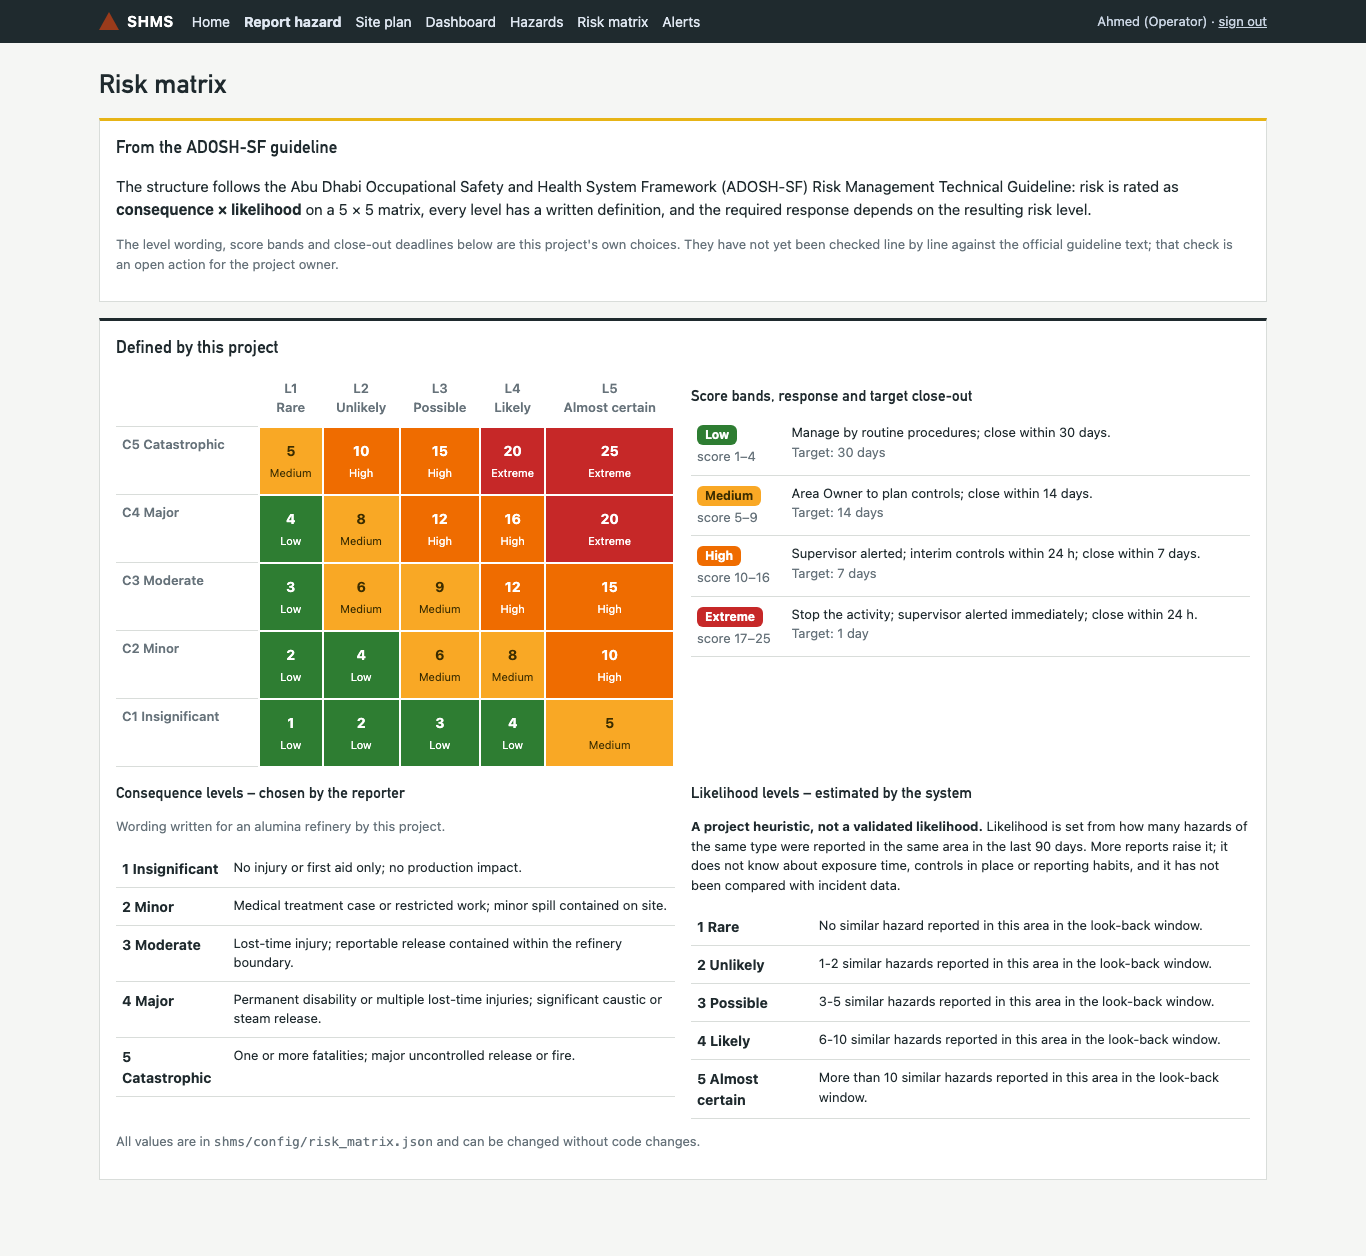 SHMS Home Report hazard Site plan Dashboard Hazards Risk matrix Alerts Ahmed (Operator) · sign out
Risk matrix
From the ADOSH-SF guideline
The structure follows the Abu Dhabi Occupational Safety and Health System Framework (ADOSH-SF) Risk Management Technical Guideline: risk is rated as
consequence × likelihood on a 5 × 5 matrix, every level has a written definition, and the required response depends on the resulting risk level.
The level wording, score bands and close-out deadlines below are this project's own choices. They have not yet been checked line by line against the official guideline text; that check is
an open action for the project owner.
Defined by this project
L1 L2 L3 L4 L5
Rare Unlikely Possible Likely Almost certain
C5 Catastrophic
5 10 15 20 25
Medium High High Extreme Extreme
C4 Major
4 8 12 16 20
Low Medium High High Extreme
C3 Moderate
3 6 9 12 15
Low Medium Medium High High
C2 Minor
2 4 6 8 10
Low Low Medium Medium High
C1 Insignificant
1 2 3 4 5
Low Low Low Low Medium
Score bands, response and target close-out
Low Manage by routine procedures; close within 30 days.
score 1–4 Target: 30 days
Medium Area Owner to plan controls; close within 14 days.
score 5–9 Target: 14 days
High Supervisor alerted; interim controls within 24 h; close within 7 days.
score 10–16 Target: 7 days
Extreme Stop the activity; supervisor alerted immediately; close within 24 h.
score 17–25 Target: 1 day
Consequence levels – chosen by the reporter
Wording written for an alumina refinery by this project.
1 Insignificant No injury or first aid only; no production impact.
2 Minor Medical treatment case or restricted work; minor spill contained on site.
3 Moderate Lost-time injury; reportable release contained within the refinery
boundary.
4 Major Permanent disability or multiple lost-time injuries; significant caustic or
steam release.
5 One or more fatalities; major uncontrolled release or fire.
Catastrophic
Likelihood levels – estimated by the system
A project heuristic, not a validated likelihood. Likelihood is set from how many hazards of
the same type were reported in the same area in the last 90 days. More reports raise it; it
does not know about exposure time, controls in place or reporting habits, and it has not
been compared with incident data.
1 Rare No similar hazard reported in this area in the look-back window.
2 Unlikely 1-2 similar hazards reported in this area in the look-back window.
3 Possible 3-5 similar hazards reported in this area in the look-back window.
4 Likely 6-10 similar hazards reported in this area in the look-back window.
5 Almost More than 10 similar hazards reported in this area in the look-back
certain window.
All values are in shms/config/risk_matrix.json and can be changed without code changes.